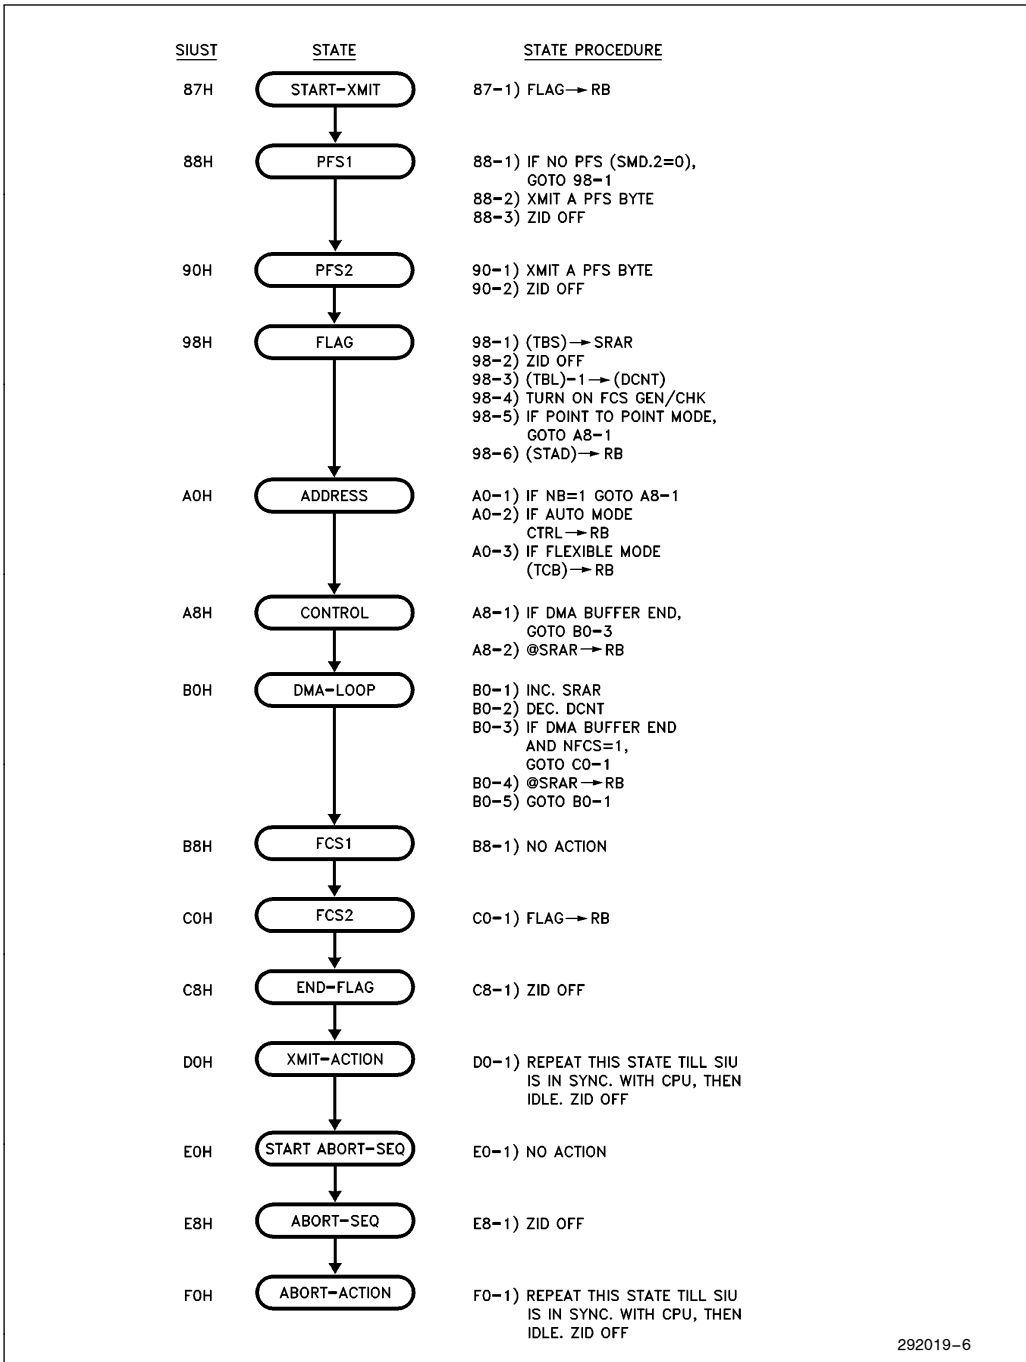 SIUST STATE STATE PROCEDURE
87H START-XMIT 87-1) FLAG→RB
88H PFS1 88-1) IF NO PFS (SMD.2=0),
GOTO 98-1
88-2) XMIT A PFS BYTE
88-3) ZID OFF
90H PFS2 90-1) XMIT A PFS BYTE
90-2) ZID OFF
98H FLAG 98-1) (TBS)→SRAR
98-2) ZID OFF
98-3) (TBL)-1→(DCNT)
98-4) TURN ON FCS GEN/CHK
98-5) IF POINT TO POINT MODE,
GOTO A8-1
98-6) (STAD)→RB
A0H ADDRESS A0-1) IF NB=1 GOTO A8-1
A0-2) IF AUTO MODE
CTRL→RB
A0-3) IF FLEXIBLE MODE
(TCB)→RB
A8H CONTROL A8-1) IF DMA BUFFER END,
GOTO B0-3
A8-2) @SRAR→RB
B0H DMA-LOOP B0-1) INC. SRAR
B0-2) DEC. DCNT
B0-3) IF DMA BUFFER END
AND NFCS=1,
GOTO C0-1
B0-4) @SRAR→RB
B0-5) GOTO B0-1
B8H FCS1 B8-1) NO ACTION
C0H FCS2 C0-1) FLAG→RB
C8H END-FLAG C8-1) ZID OFF
D0H XMIT-ACTION D0-1) REPEAT THIS STATE TILL SIU
IS IN SYNC. WITH CPU, THEN
IDLE. ZID OFF
E0H START ABORT-SEQ E0-1) NO ACTION
E8H ABORT-SEQ E8-1) ZID OFF
F0H ABORT-ACTION F0-1) REPEAT THIS STATE TILL SIU
IS IN SYNC. WITH CPU, THEN
IDLE. ZID OFF
292019-6